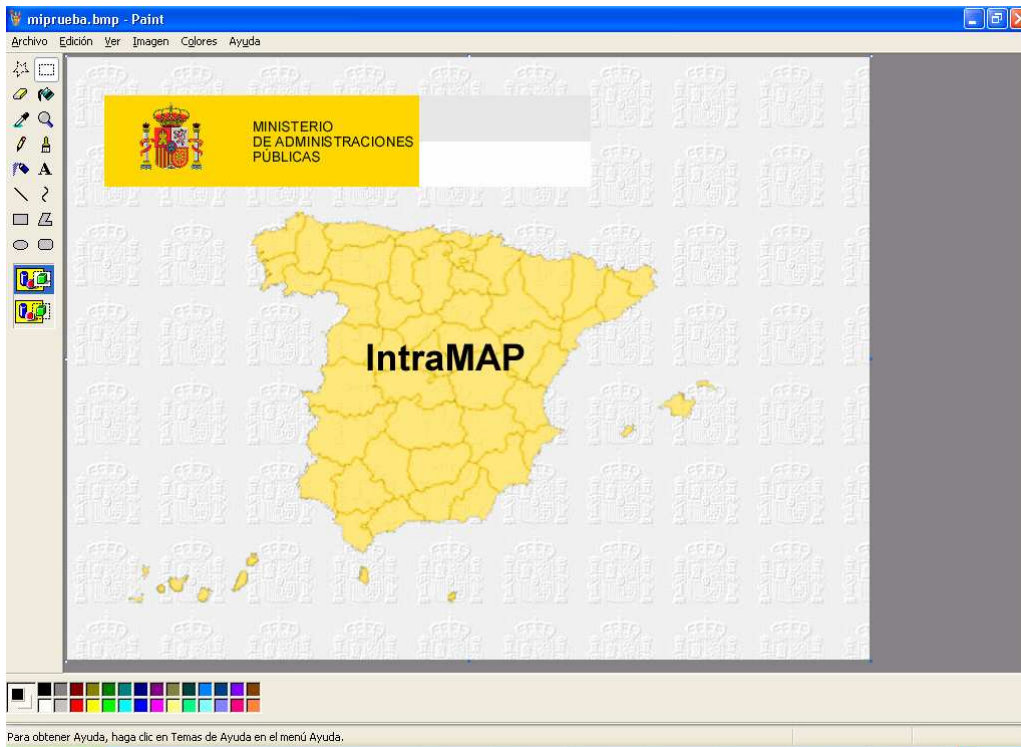 miprueba.bmp - Paint
Archivo Edición Ver Imagen Colores Ayuda
MINISTERIO
DE ADMINISTRACIONES
PÚBLICAS
IntraMAP
Para obtener Ayuda, haga clic en Temas de Ayuda en el menú Ayuda.